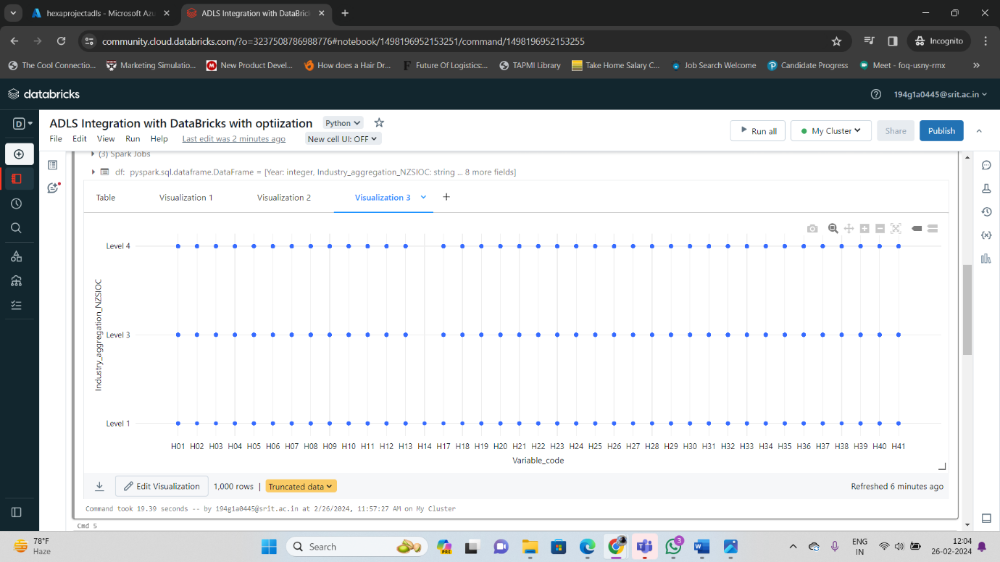 hexaprojectadls - Microsoft Azu
ADLS Integration with DataBric
community.cloud.databricks.com/?o=3237508786988776#notebook/1498196952153251/command/1498196952153255
Incognito
The Cool Connectio...
Marketing Simulatio...
New Product Devel...
How does a Hair Dr...
Future Of Logistics:...
TAPMI Library
Take Home Salary C...
Job Search Welcome
Candidate Progress
Meet - foq-usny-rmx
databricks
194g1a0445@srit.ac.in
D
ADLS Integration with DataBricks with optiization
Python
File Edit View Run Help Last edit was 2 minutes ago New cell UI: OFF
Run all
My Cluster
Share
Publish
(3) Spark Jobs
df: pyspark.sql.dataframe.DataFrame = [Year: integer, Industry_aggregation_NZSIOC: string ... 8 more fields]
Table Visualization 1 Visualization 2 Visualization 3 +
Industry_aggregation_NZSIOC
Level 4
Level 3
Level 1
H01 H02 H03 H04 H05 H06 H07 H08 H09 H10 H11 H12 H13 H14 H17 H18 H19 H20 H21 H22 H23 H24 H25 H26 H27 H28 H29 H30 H31 H32 H33 H34 H35 H36 H37 H38 H39 H40 H41
Variable_code
Edit Visualization 1,000 rows | Truncated data
Refreshed 6 minutes ago
Command took 19.39 seconds -- by 194g1a0445@srit.ac.in at 2/26/2024, 11:57:27 AM on My Cluster
Cmd 5
78°F
Haze
Search
PRE
3
ENG
IN
12:04
26-02-2024